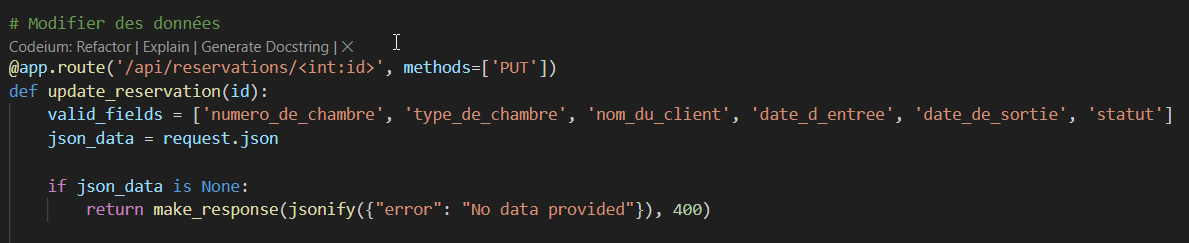 # Modifier des données
Codeium: Refactor | Explain | Generate Docstring | ×
@app.route('/api/reservations/<int:id>', methods=['PUT'])
def update_reservation(id):
    valid_fields = ['numero_de_chambre', 'type_de_chambre', 'nom_du_client', 'date_d_entree', 'date_de_sortie', 'statut']
    json_data = request.json
    if json_data is None:
        return make_response(jsonify({"error": "No data provided"}), 400)